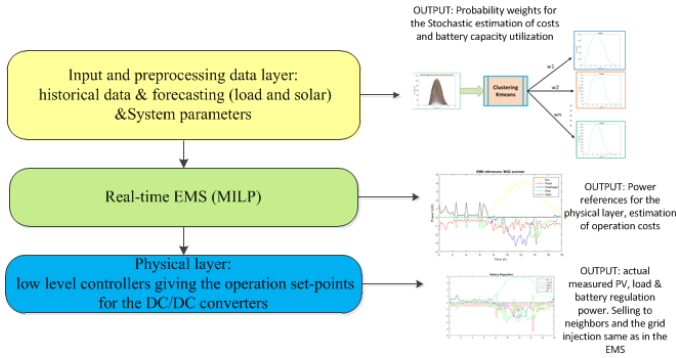 OUTPUT: Probability weights for
the Stochastic estimation of costs
and battery capacity utilization
Input and preprocessing data layer:
historical data & forecasting (load and solar)
&System parameters
Clustering
Kmeans
w1
w2
wn
Real-time EMS (MILP)
OUTPUT: Power
references for the
physical layer, estimation
of operation costs
Time (h)
Physical layer:
low level controllers giving the operation set-points
for the DC/DC converters
OUTPUT: actual
measured PV, load &
battery regulation
power. Selling to
neighbors and the grid
injection same as in the
EMS